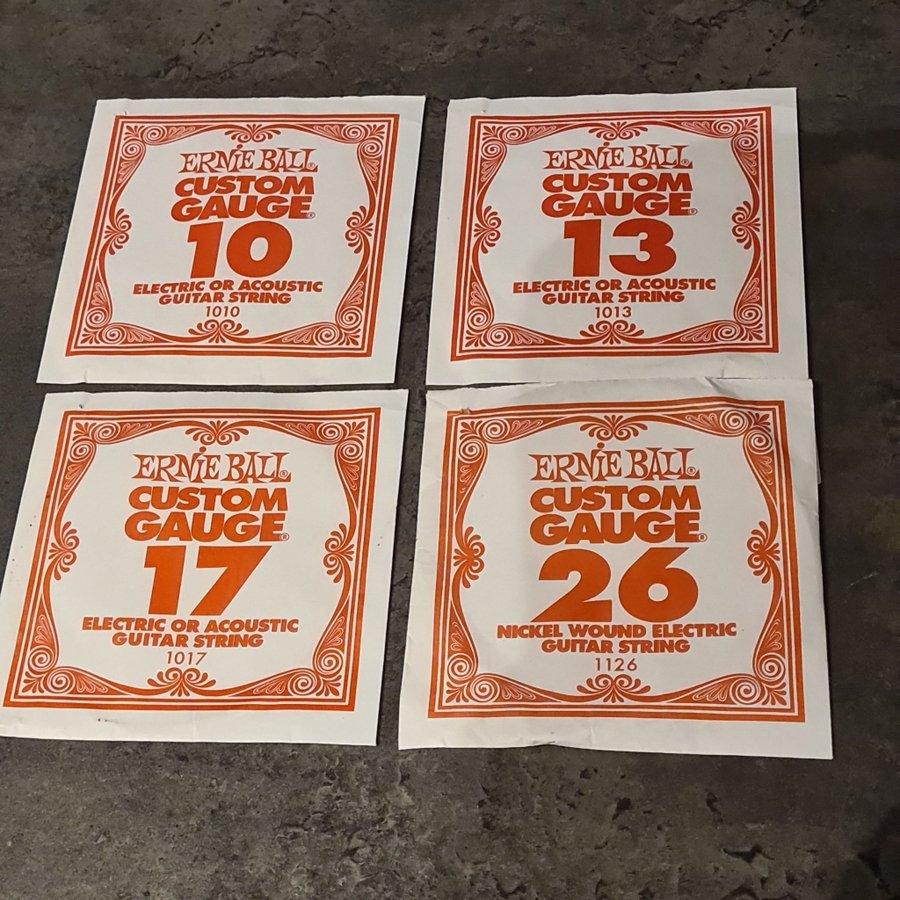 ERNIE BALL®
CUSTOM
GAUGE®
10
ELECTRIC OR ACOUSTIC
GUITAR STRING
1010
ERNIE BALL®
CUSTOM
GAUGE®
13
ELECTRIC OR ACOUSTIC
GUITAR STRING
1013
ERNIE BALL®
CUSTOM
GAUGE®
17
ELECTRIC OR ACOUSTIC
GUITAR STRING
1017
ERNIE BALL®
CUSTOM
GAUGE®
26
NICKEL WOUND ELECTRIC
GUITAR STRING
1126